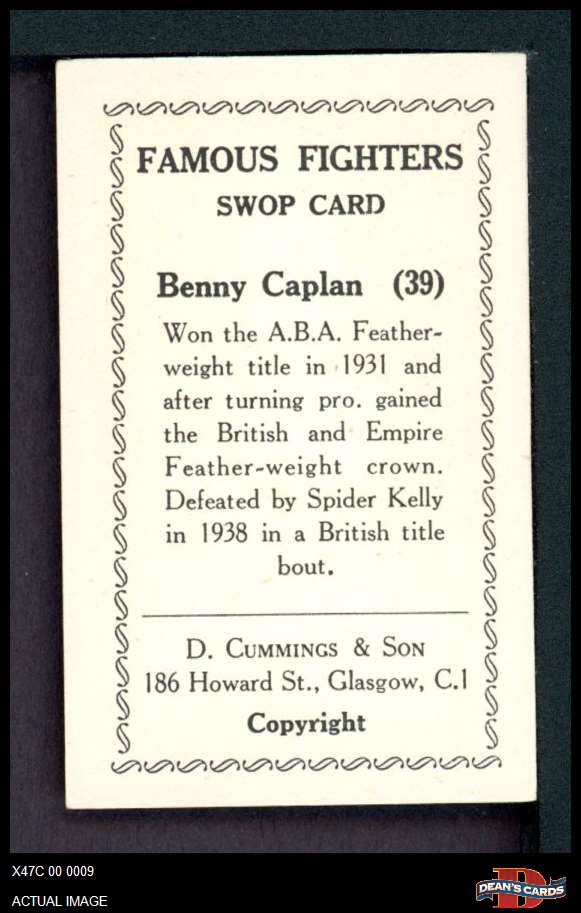 FAMOUS FIGHTERS
SWOP CARD
Benny Caplan (39)
Won the A.B.A. Feather-
weight title in 1931 and
after turning pro. gained
the British and Empire
Feather-weight crown.
Defeated by Spider Kelly
in 1938 in a British title
bout.
D. CUMMINGS & SON
186 Howard St., Glasgow, C.1
Copyright
X47C 00 0009
ACTUAL IMAGE
D
DEAN'S CARDS